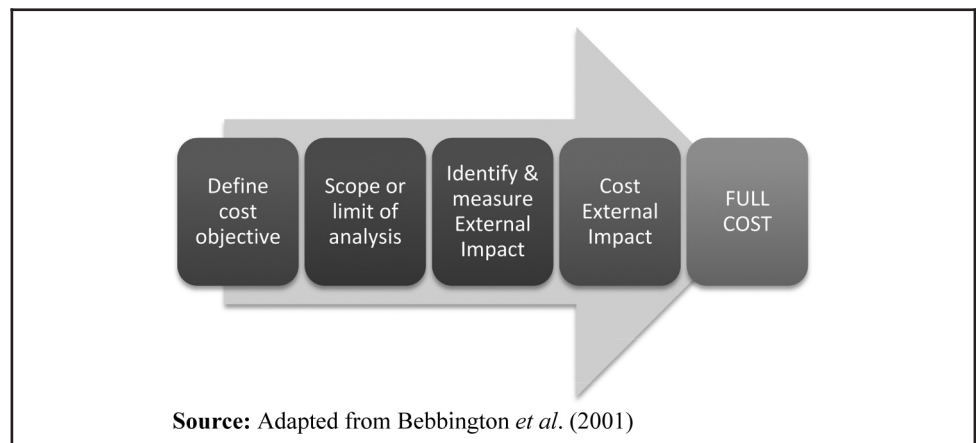 Define
cost
objective
Scope or
limit of
analysis
Identify &
measure
External
Impact
Cost
External
Impact
FULL
COST
Source: Adapted from Bebbington et al. (2001)